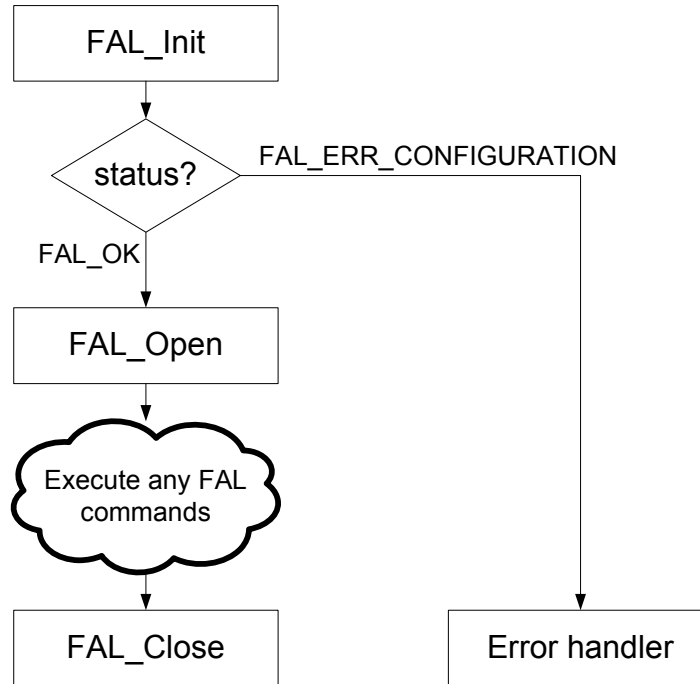 FAL_Init
status?
FAL_ERR_CONFIGURATION
FAL_OK
FAL_Open
Execute any FAL
commands
FAL_Close
Error handler